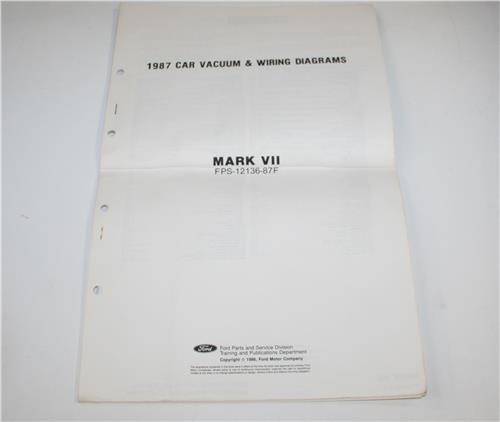 1987 CAR VACUUM & WIRING DIAGRAMS
MARK VII
FPS-12136-87F
Ford
Ford Parts and Service Division
Training and Publications Department
Copyright © 1986, Ford Motor Company